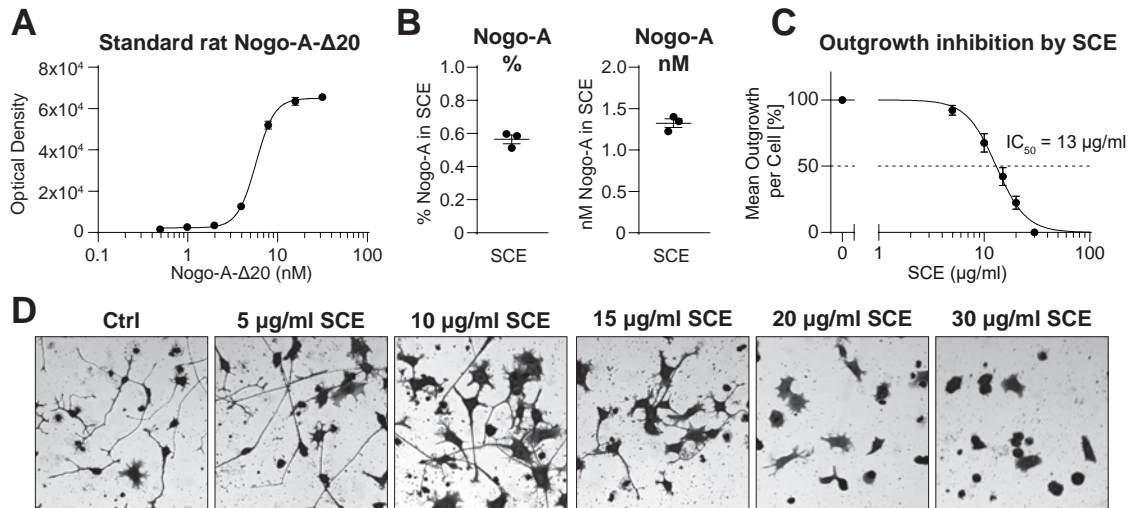 A
Standard rat Nogo-A-Δ20
8x10⁴
6x10⁴
4x10⁴
2x10⁴
0
Optical Density
0.1
1
10
100
Nogo-A-Δ20 (nM)
B
Nogo-A
%
1.0
0.8
0.6
0.4
0.2
0
% Nogo-A in SCE
SCE
Nogo-A
nM
2.0
1.5
1.0
0.5
0
nM Nogo-A in SCE
SCE
C
Outgrowth inhibition by SCE
100
50
0
Mean Outgrowth
per Cell [%]
IC₅₀ = 13 µg/ml
0
1
10
100
SCE (µg/ml)
D
Ctrl
5 µg/ml SCE
10 µg/ml SCE
15 µg/ml SCE
20 µg/ml SCE
30 µg/ml SCE